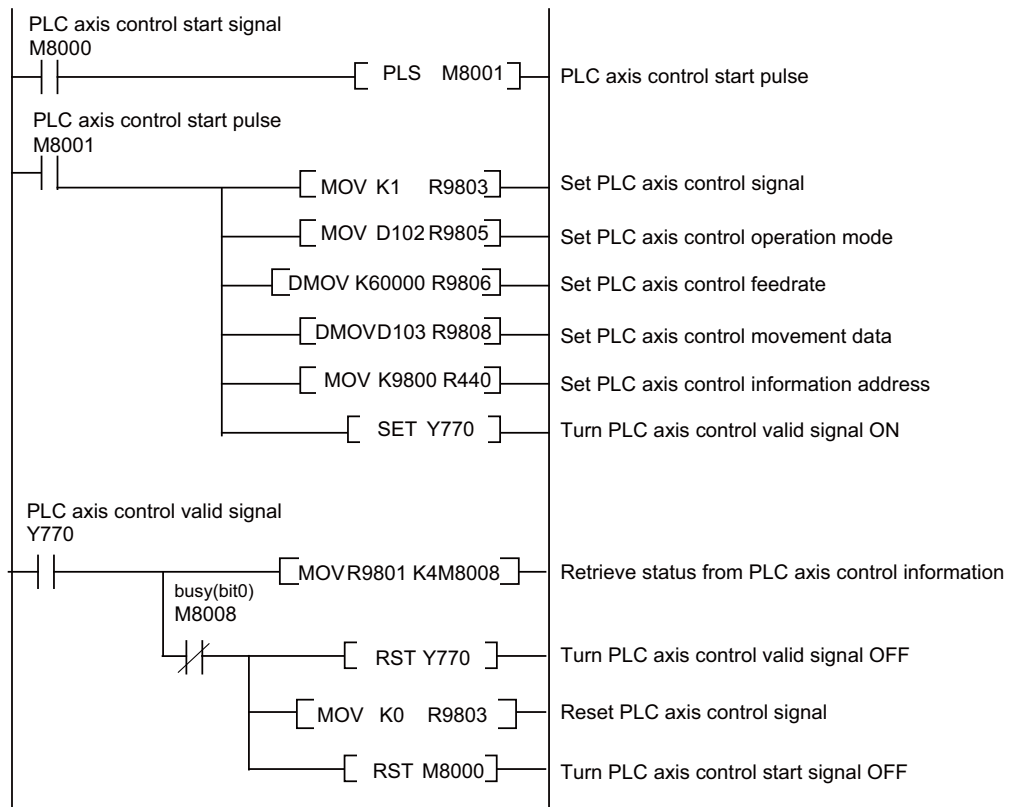 PLC axis control start signal
M8000
PLS M8001 PLC axis control start pulse
PLC axis control start pulse
M8001
MOV K1 R9803 Set PLC axis control signal
MOV D102 R9805 Set PLC axis control operation mode
DMOV K60000 R9806 Set PLC axis control feedrate
DMOVD103 R9808 Set PLC axis control movement data
MOV K9800 R440 Set PLC axis control information address
SET Y770 Turn PLC axis control valid signal ON
PLC axis control valid signal
Y770
MOVR9801 K4M8008 Retrieve status from PLC axis control information
busy(bit0)
M8008
RST Y770 Turn PLC axis control valid signal OFF
MOV K0 R9803 Reset PLC axis control signal
RST M8000 Turn PLC axis control start signal OFF